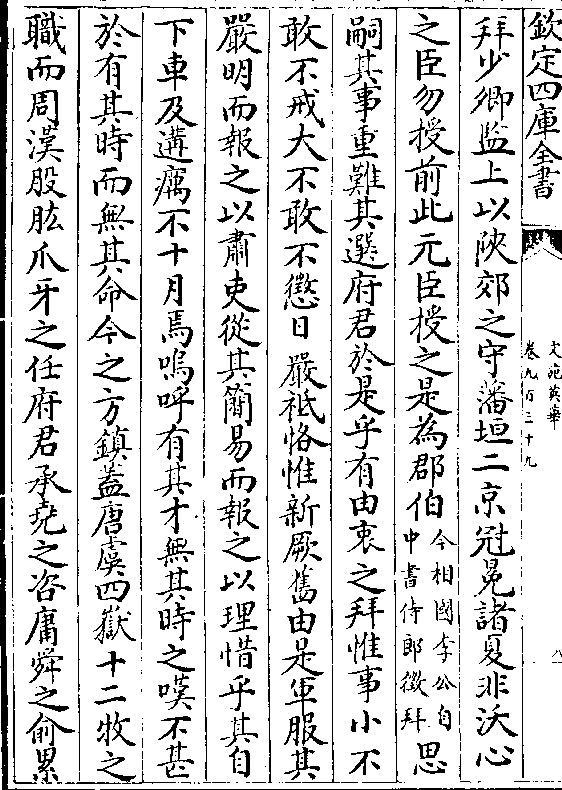 欽定四庫全書
文苑英華
卷九百三十九
八
拜少卿監上以陜郊之守藩垣二京冠冕諸夏非沃心
之臣勿授前此元臣授之是為郡伯今相國李公自中書侍郎徵拜思
嗣其事重難其選府君於是乎有由衷之拜惟事小不
敢不戒大不敢不懲日嚴祗恪惟新厥舊由是軍服其
嚴明而報之以肅吏從其簡易而報之以理惜乎其自
下車及遘癘不十月焉嗚呼有其才無其時之嘆不甚
於有其時而無其命今之方鎮蓋唐虞四嶽十二牧之
職而周漢股肱爪牙之任府君承堯之咨庸舜之俞累